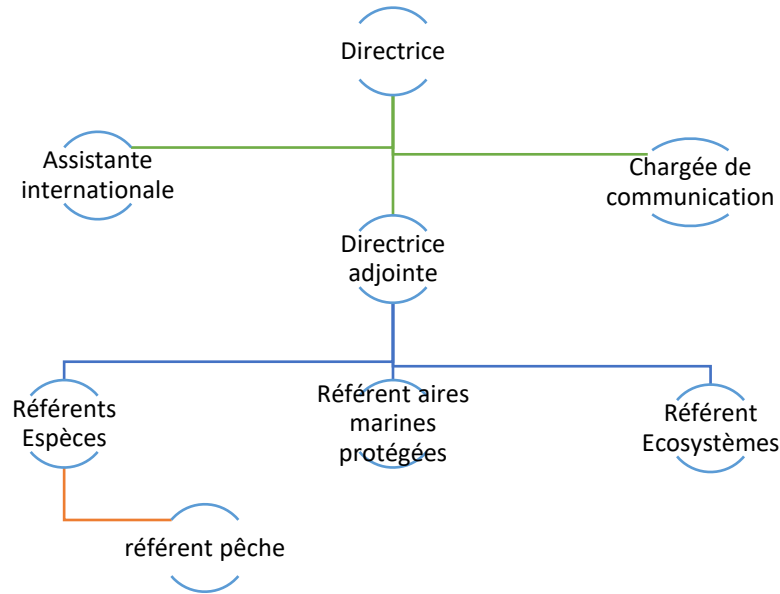 Directrice
Assistante
internationale
Chargée de
communication
Directrice
adjointe
Référents
Espèces
Référent aires
marines
protégées
Référent
Ecosystèmes
référent pêche